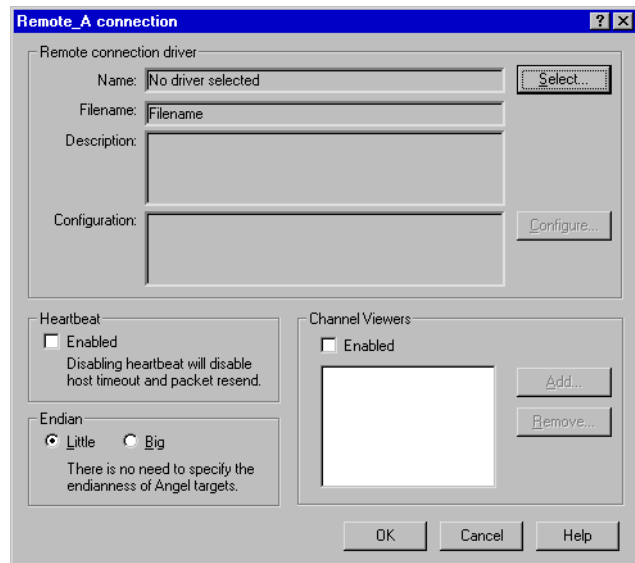 Remote_A connection
Remote connection driver
Name: No driver selected Select...
Filename: Filename
Description:
Configuration: Configure...
Heartbeat
Enabled
Disabling heartbeat will disable
host timeout and packet resend.
Endian
Little Big
There is no need to specify the
endianness of Angel targets.
Channel Viewers
Enabled
Add...
Remove...
OK Cancel Help